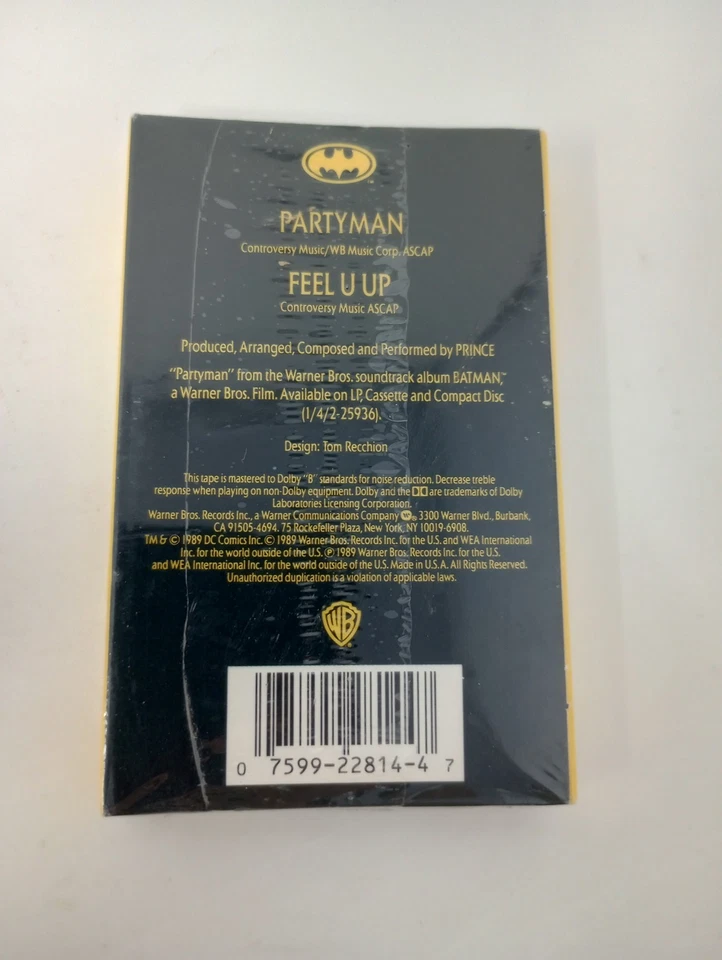 PARTYMAN
Controversy Music/WB Music Corp. ASCAP
FEEL U UP
Controversy Music ASCAP
Produced, Arranged, Composed and Performed by PRINCE
"Partyman" from the Warner Bros. soundtrack album BATMAN,™
a Warner Bros. Film. Available on LP, Cassette and Compact Disc
(1/4/2-25936).
Design: Tom Recchion
This tape is mastered to Dolby "B" standards for noise reduction. Decrease treble
response when playing on non-Dolby equipment. Dolby and the DD are trademarks of Dolby
Laboratories Licensing Corporation.
Warner Bros. Records Inc., a Warner Communications Company ®, 3300 Warner Blvd., Burbank,
CA 91505-4694. 75 Rockefeller Plaza, New York, NY 10019-6908.
TM & © 1989 DC Comics Inc. © 1989 Warner Bros. Records Inc. for the U.S. and WEA International
Inc. for the world outside of the U.S. ℗ 1989 Warner Bros. Records Inc. for the U.S.
and WEA International Inc. for the world outside of the U.S. Made in U.S.A. All Rights Reserved.
Unauthorized duplication is a violation of applicable laws.
WB
0 7599-22814-4 7